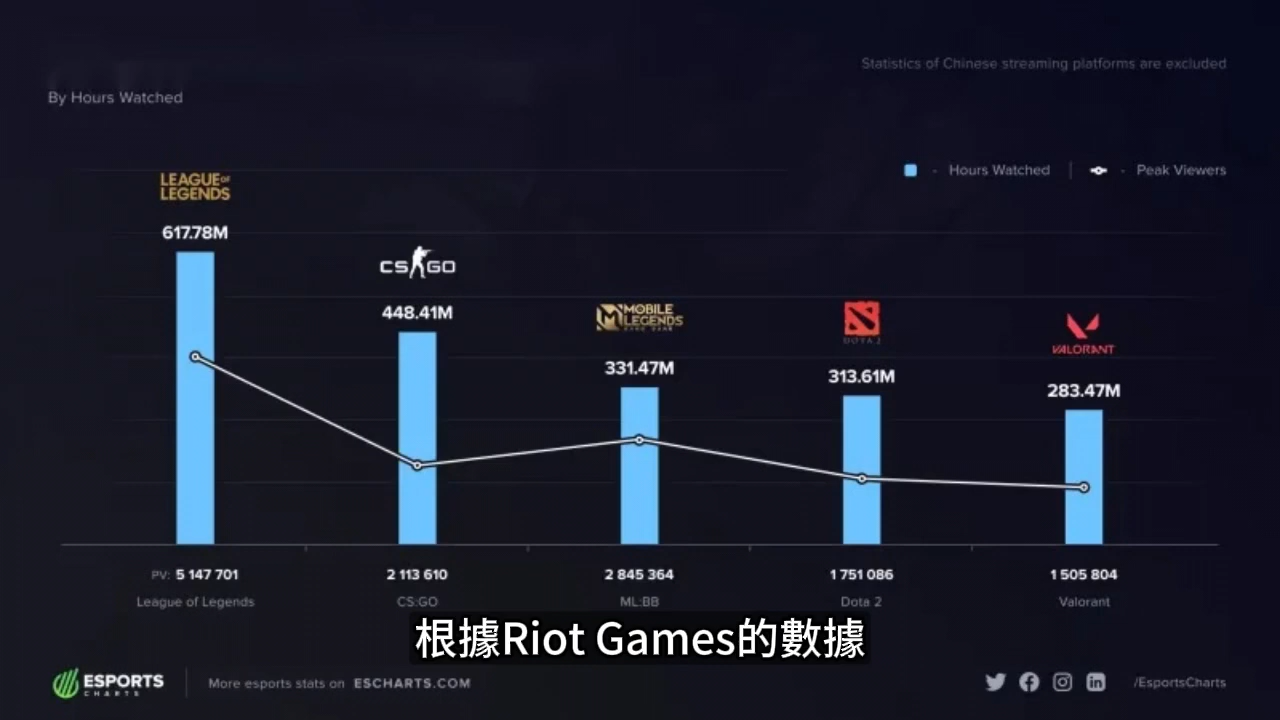 Statistics of Chinese streaming platforms are excluded
By Hours Watched
- Hours Watched | - Peak Viewers
LEAGUE OF
LEGENDS
617.78M
CS GO
448.41M
MOBILE
LEGENDS
331.47M
DOTA 2
313.61M
VALORANT
283.47M
PV: 5 147 701 2 113 610 2 845 364 1 751 086 1 505 804
League of Legends CS:GO ML:BB Dota 2 Valorant
根據Riot Games的數據
ESPORTS
CHARTS
More esports stats on ESCHARTS.COM
/EsportsCharts